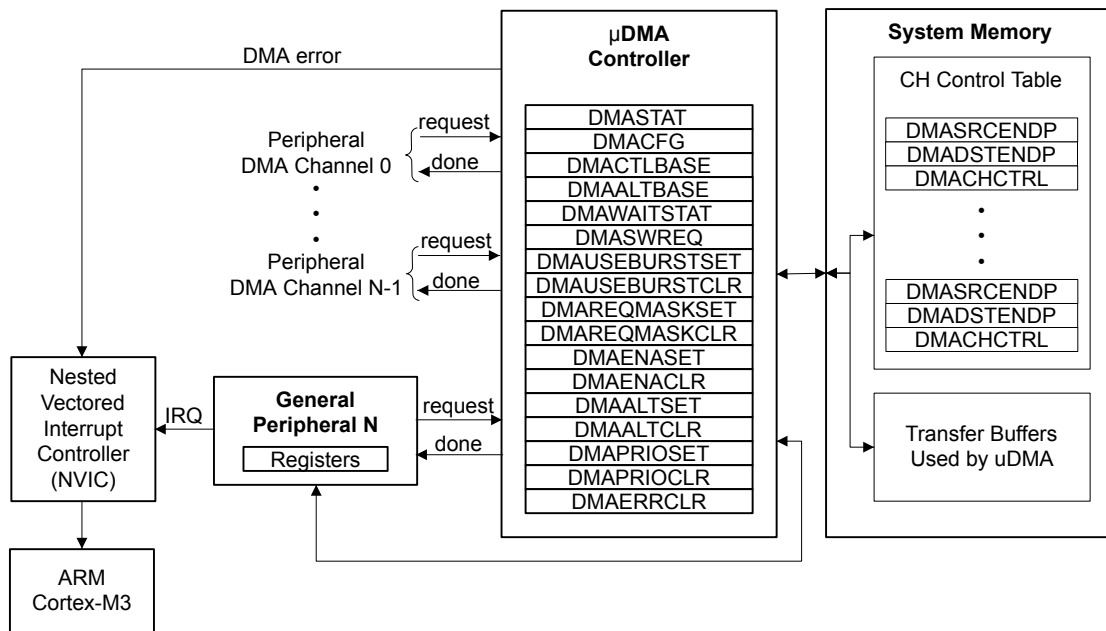 µDMA
Controller
System Memory
DMA error
CH Control Table
request
Peripheral
DMA Channel 0
done
request
Peripheral
DMA Channel N-1
done
DMASTAT
DMACFG
DMACTLBASE
DMAALTBASE
DMAWAITSTAT
DMASWREQ
DMAUSEBURSTSET
DMAUSEBURSTCLR
DMAREQMASKSET
DMAREQMASKCLR
DMAENASET
DMAENACLR
DMAALTSET
DMAALTCLR
DMAPRIOSET
DMAPRIOCLR
DMAERRCLR
DMASRCENDP
DMADSTENDP
DMACHCTRL
DMASRCENDP
DMADSTENDP
DMACHCTRL
Nested
Vectored
Interrupt
Controller
(NVIC)
IRQ
General
Peripheral N
Registers
request
done
Transfer Buffers
Used by uDMA
ARM
Cortex-M3